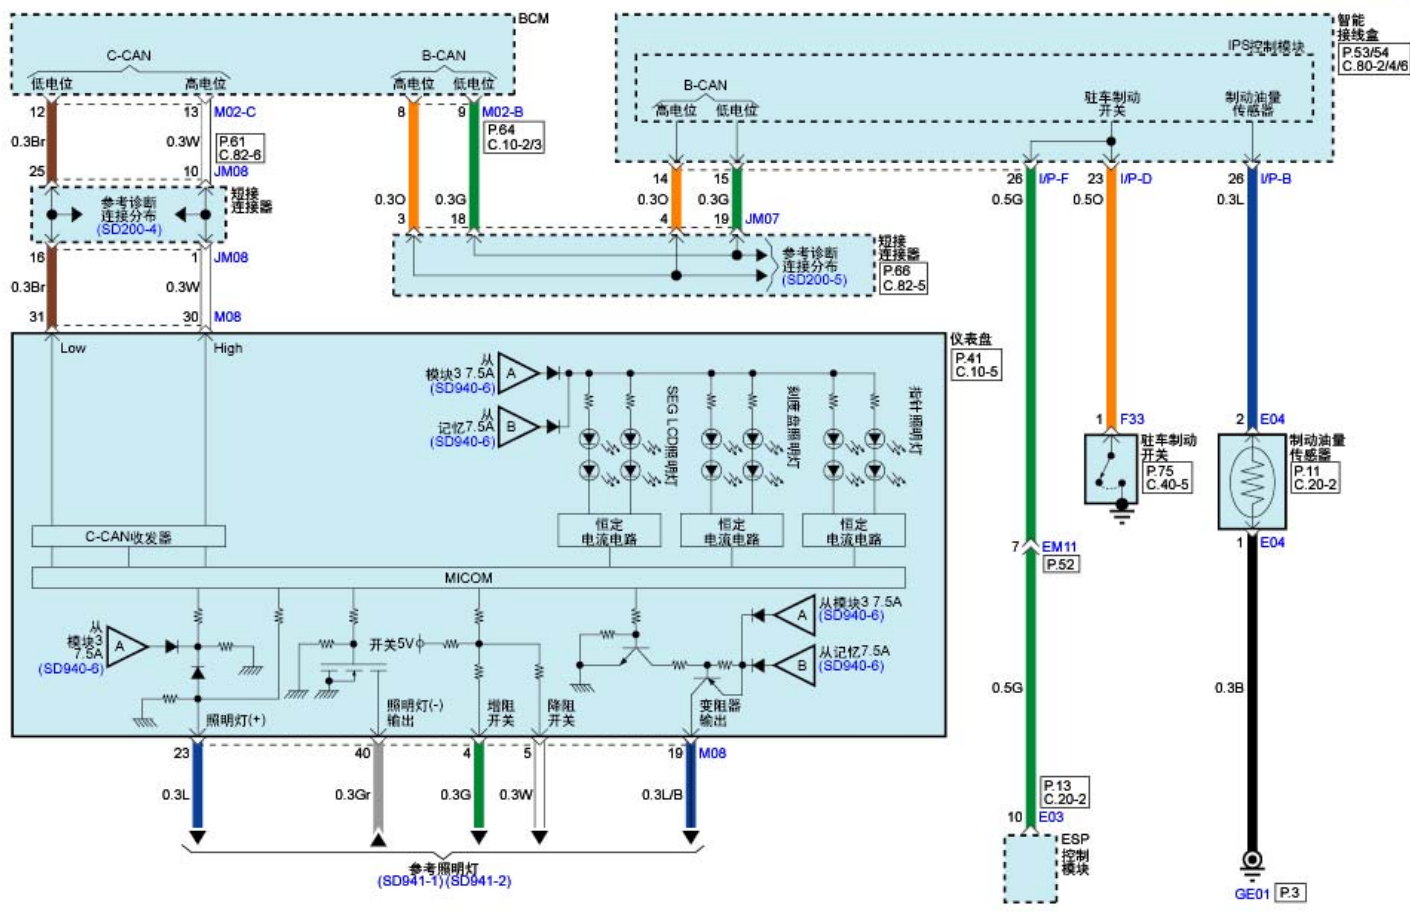 BCM
C-CAN
低电位
高电位
B-CAN
高电位
低电位
12
13
M02-C
8
9
M02-B
P.64
C.10-2/3
0.3Br
0.3W
P.61
C.82-6
25
10
JM08
短接
连接器
参考诊断
连接分布
(SD200-4)
0.3O
0.3G
3
18
16
1
JM08
0.3Br
0.3W
31
30
M08
智能
接线盒
P.53/54
C.80-2/4/6
IPS控制模块
B-CAN
高电位
低电位
驻车制动
开关
制动油量
传感器
14
15
26
I/P-F
23
I/P-D
26
I/P-B
0.3O
0.3G
0.5G
0.5O
0.3L
4
19
JM07
短接
连接器
P.66
C.82-5
参考诊断
连接分布
(SD200-5)
Low
High
仪表盘
P.41
C.10-5
从
模块3 7.5A
(SD940-6)
A
从
记忆7.5A
(SD940-6)
B
SEG LCD照明灯
刻度盘照明灯
指针照明灯
恒定
电流电路
恒定
电流电路
恒定
电流电路
C-CAN收发器
MICOM
从
模块3
7.5A
(SD940-6)
A
开关5V
从模块3 7.5A
(SD940-6)
A
从记忆7.5A
(SD940-6)
B
照明灯(+)
照明灯(-)
输出
增阻
开关
降阻
开关
变阻器
输出
23
40
4
5
19
M08
0.3L
0.3Gr
0.3G
0.3W
0.3L/B
参考照明灯
(SD941-1)(SD941-2)
1
F33
驻车制动
开关
P.75
C.40-5
2
E04
制动油量
传感器
P.11
C.20-2
1
E04
7
EM11
P.52
0.5G
0.3B
P.13
C.20-2
10
E03
ESP
控制
模块
GE01
P.3